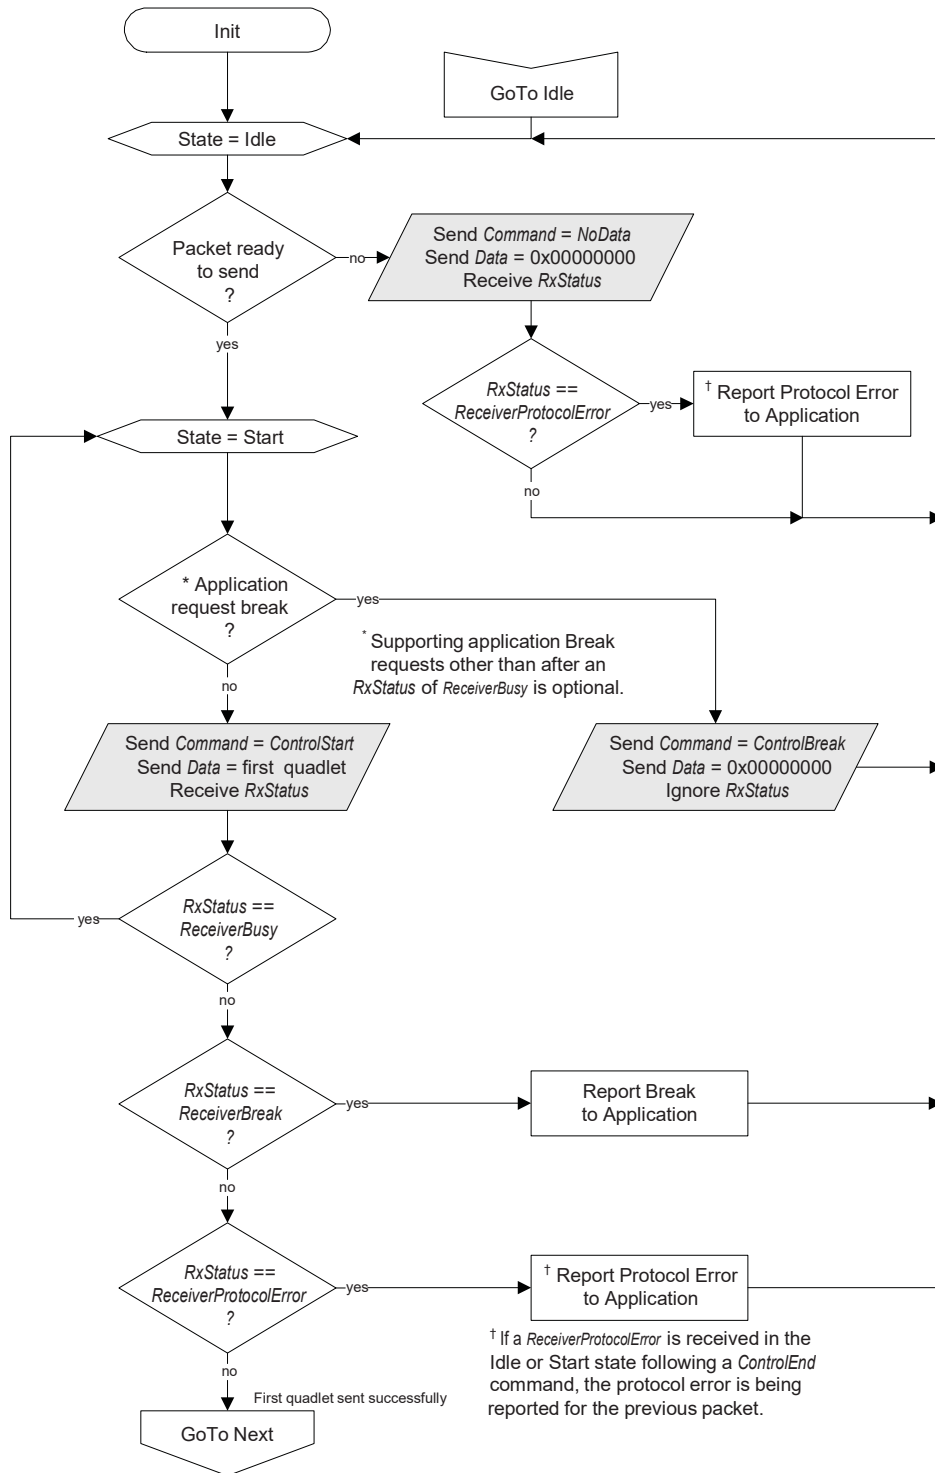 Init
GoTo Idle
State = Idle
Packet ready
to send
?
no
Send Command = NoData
Send Data = 0x00000000
Receive RxStatus
yes
RxStatus ==
ReceiverProtocolError
?
yes
† Report Protocol Error
to Application
no
State = Start
* Application
request break
?
yes
* Supporting application Break
requests other than after an
RxStatus of ReceiverBusy is optional.
no
Send Command = ControlStart
Send Data = first quadlet
Receive RxStatus
Send Command = ControlBreak
Send Data = 0x00000000
Ignore RxStatus
RxStatus ==
ReceiverBusy
?
yes
no
RxStatus ==
ReceiverBreak
?
yes
Report Break
to Application
no
RxStatus ==
ReceiverProtocolError
?
yes
† Report Protocol Error
to Application
† If a ReceiverProtocolError is received in the
Idle or Start state following a ControlEnd
command, the protocol error is being
reported for the previous packet.
no
First quadlet sent successfully
GoTo Next